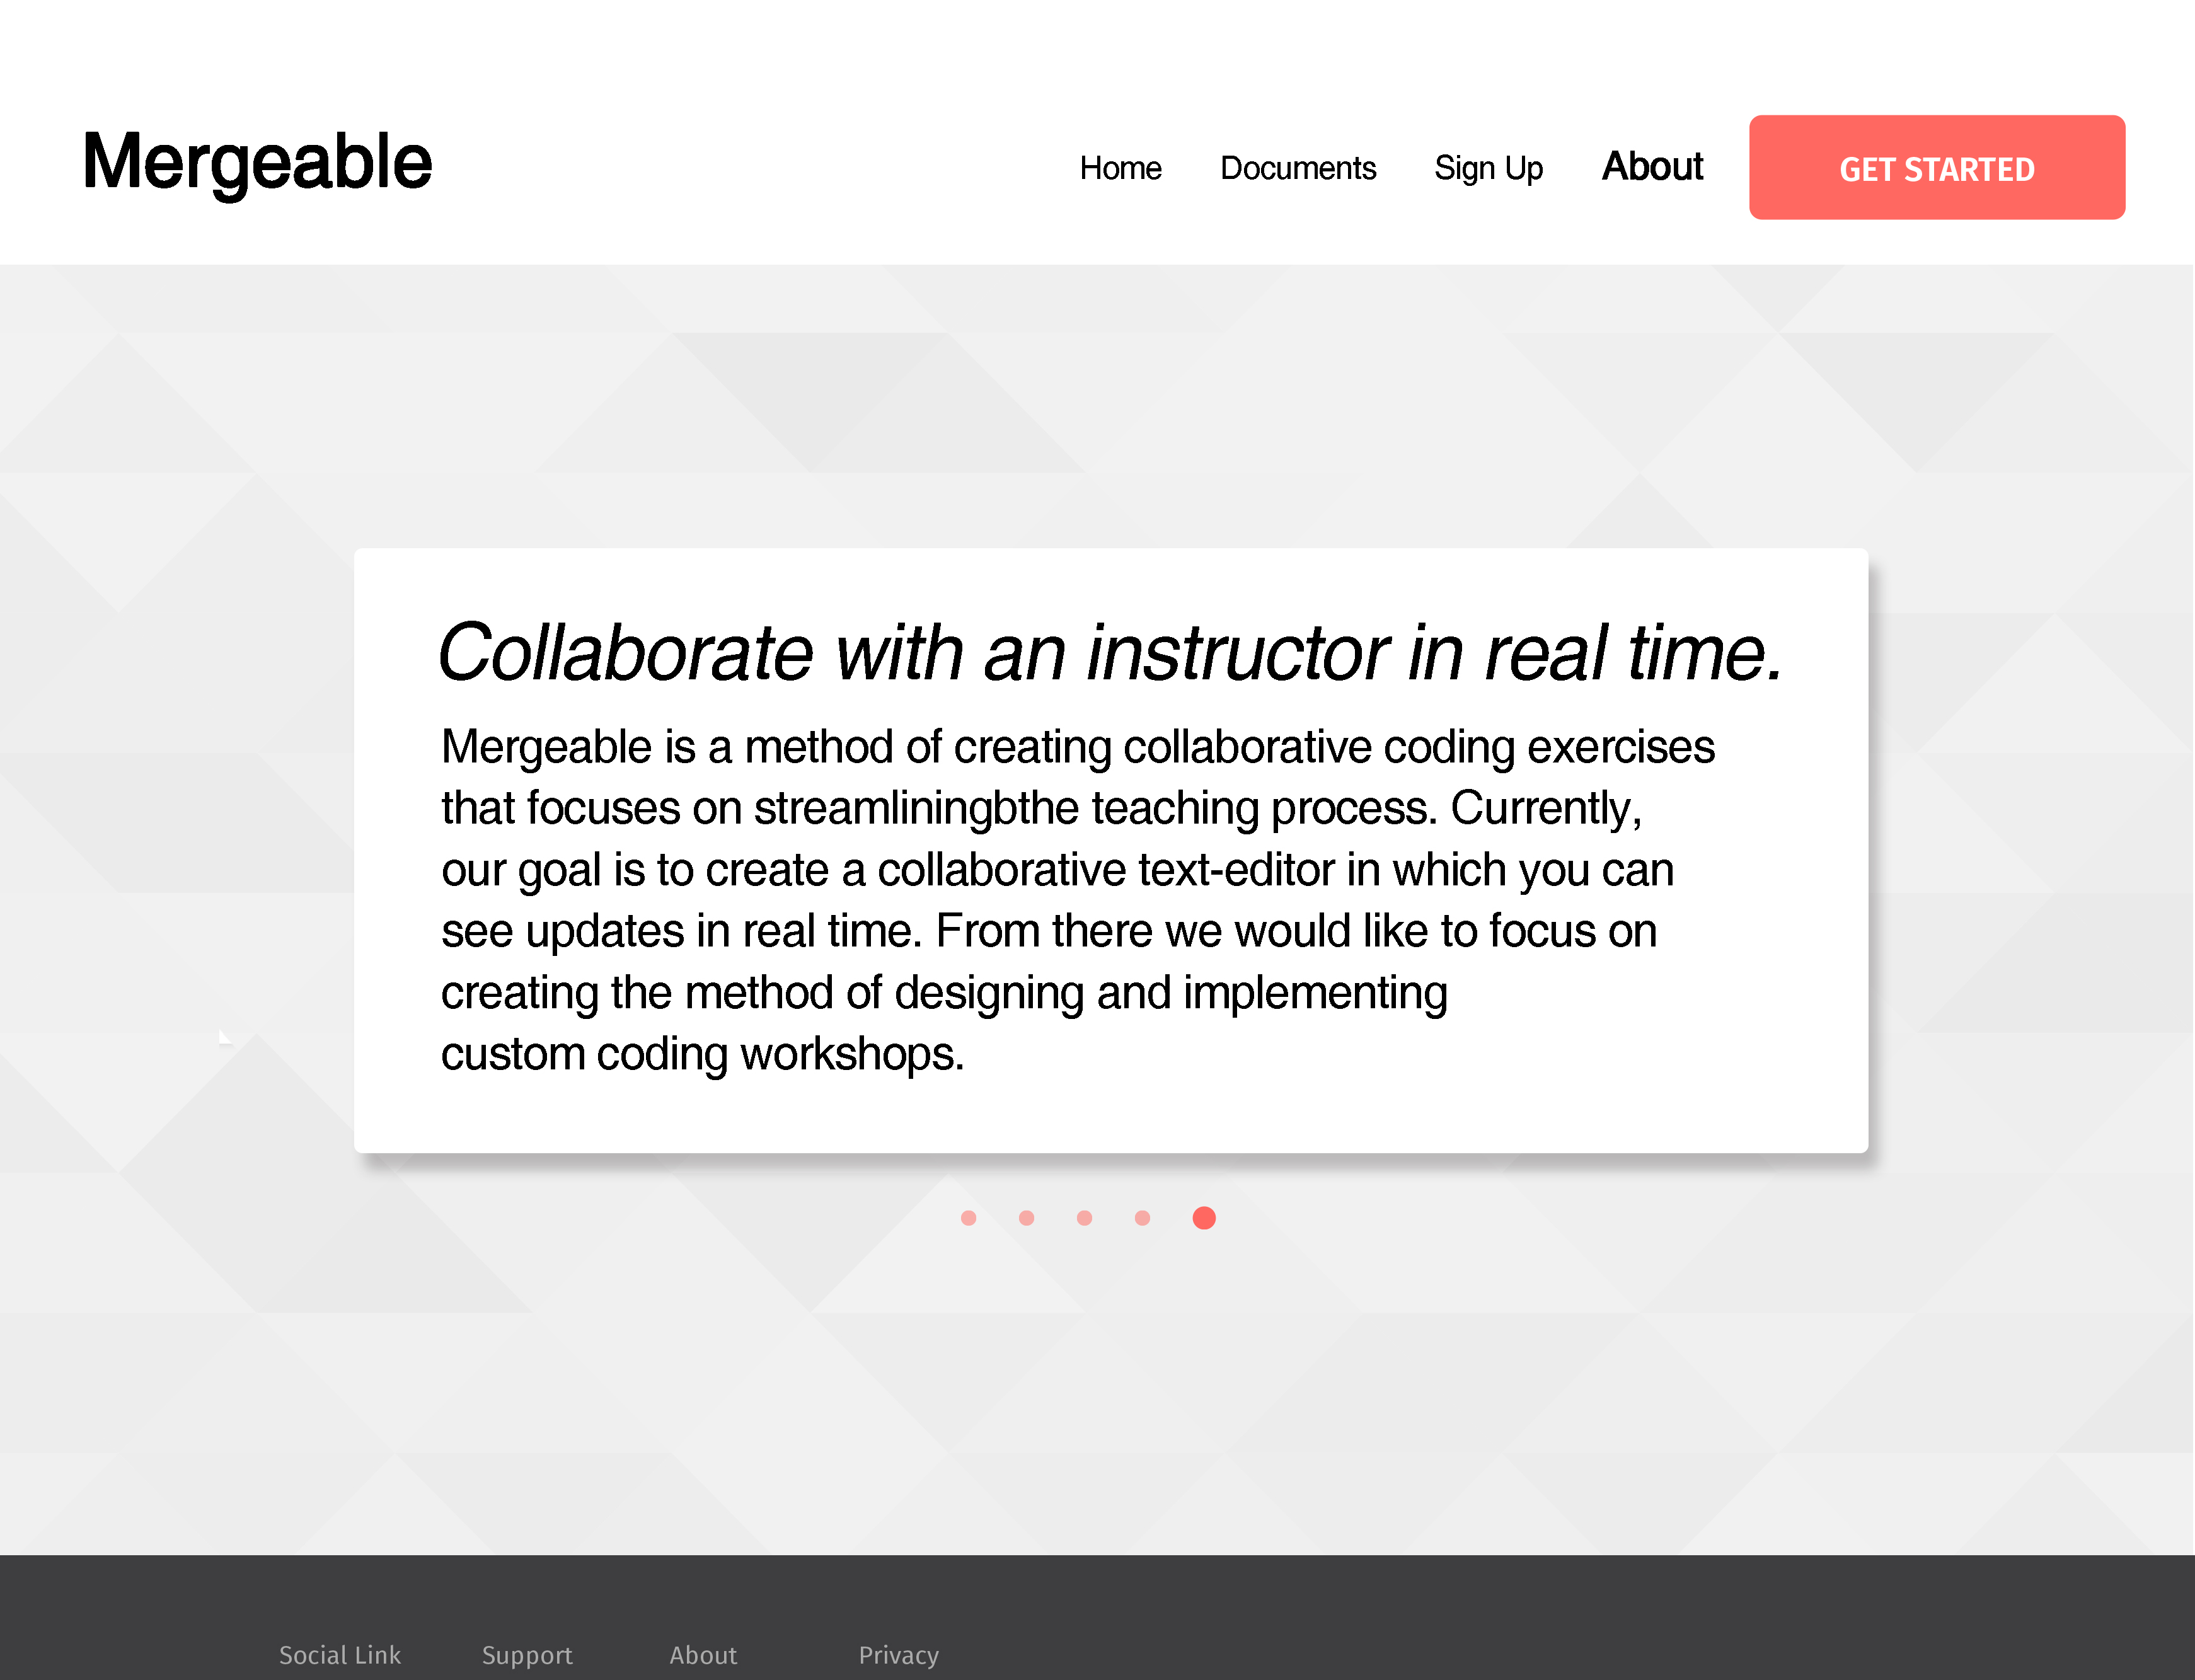 Mergeable
Home Documents Sign Up About GET STARTED
Collaborate with an instructor in real time.
Mergeable is a method of creating collaborative coding exercises
that focuses on streamliningbthe teaching process. Currently,
our goal is to create a collaborative text-editor in which you can
see updates in real time. From there we would like to focus on
creating the method of designing and implementing
custom coding workshops.
Social Link Support About Privacy